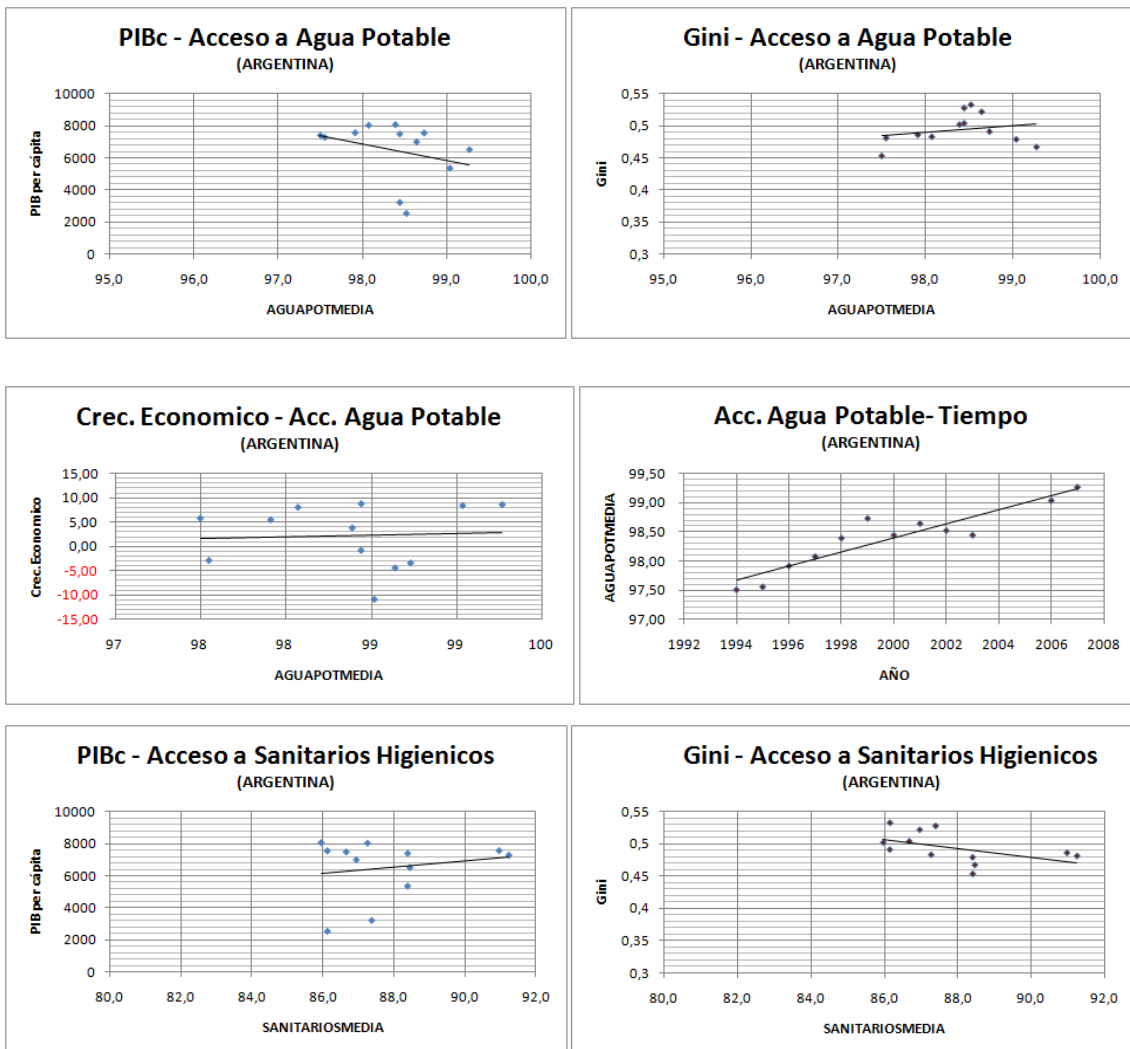 PIBc - Acceso a Agua Potable
(ARGENTINA)
PIB per cápita
10000
8000
6000
4000
2000
0
95,0 96,0 97,0 98,0 99,0 100,0
AGUAPOTMEDIA
Gini - Acceso a Agua Potable
(ARGENTINA)
Gini
0,55
0,5
0,45
0,4
0,35
0,3
95,0 96,0 97,0 98,0 99,0 100,0
AGUAPOTMEDIA
Crec. Economico - Acc. Agua Potable
(ARGENTINA)
Crec.Economico
15,00
10,00
5,00
0,00
-5,00
-10,00
-15,00
97 98 98 99 99 100
AGUAPOTMEDIA
Acc. Agua Potable- Tiempo
(ARGENTINA)
AGUAPOTMEDIA
99,50
99,00
98,50
98,00
97,50
97,00
1992 1994 1996 1998 2000 2002 2004 2006 2008
AÑO
PIBc - Acceso a Sanitarios Higienicos
(ARGENTINA)
PIB per cápita
10000
8000
6000
4000
2000
0
80,0 82,0 84,0 86,0 88,0 90,0 92,0
SANITARIOSMEDIA
Gini - Acceso a Sanitarios Higienicos
(ARGENTINA)
Gini
0,55
0,5
0,45
0,4
0,35
0,3
80,0 82,0 84,0 86,0 88,0 90,0 92,0
SANITARIOSMEDIA